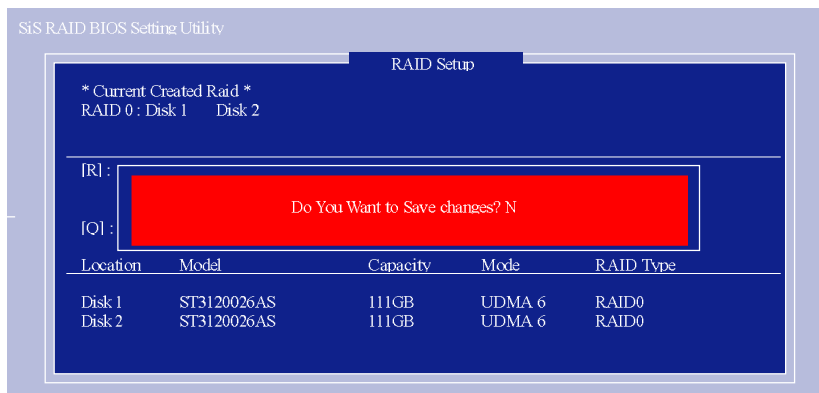 SiS RAID BIOS Setting Utility
RAID Setup
* Current Created Raid *
RAID 0 : Disk 1 Disk 2
[R] :
Do You Want to Save changes? N
[Q] :
Location Model Capacity Mode RAID Type
Disk 1 ST3120026AS 111GB UDMA 6 RAID0
Disk 2 ST3120026AS 111GB UDMA 6 RAID0